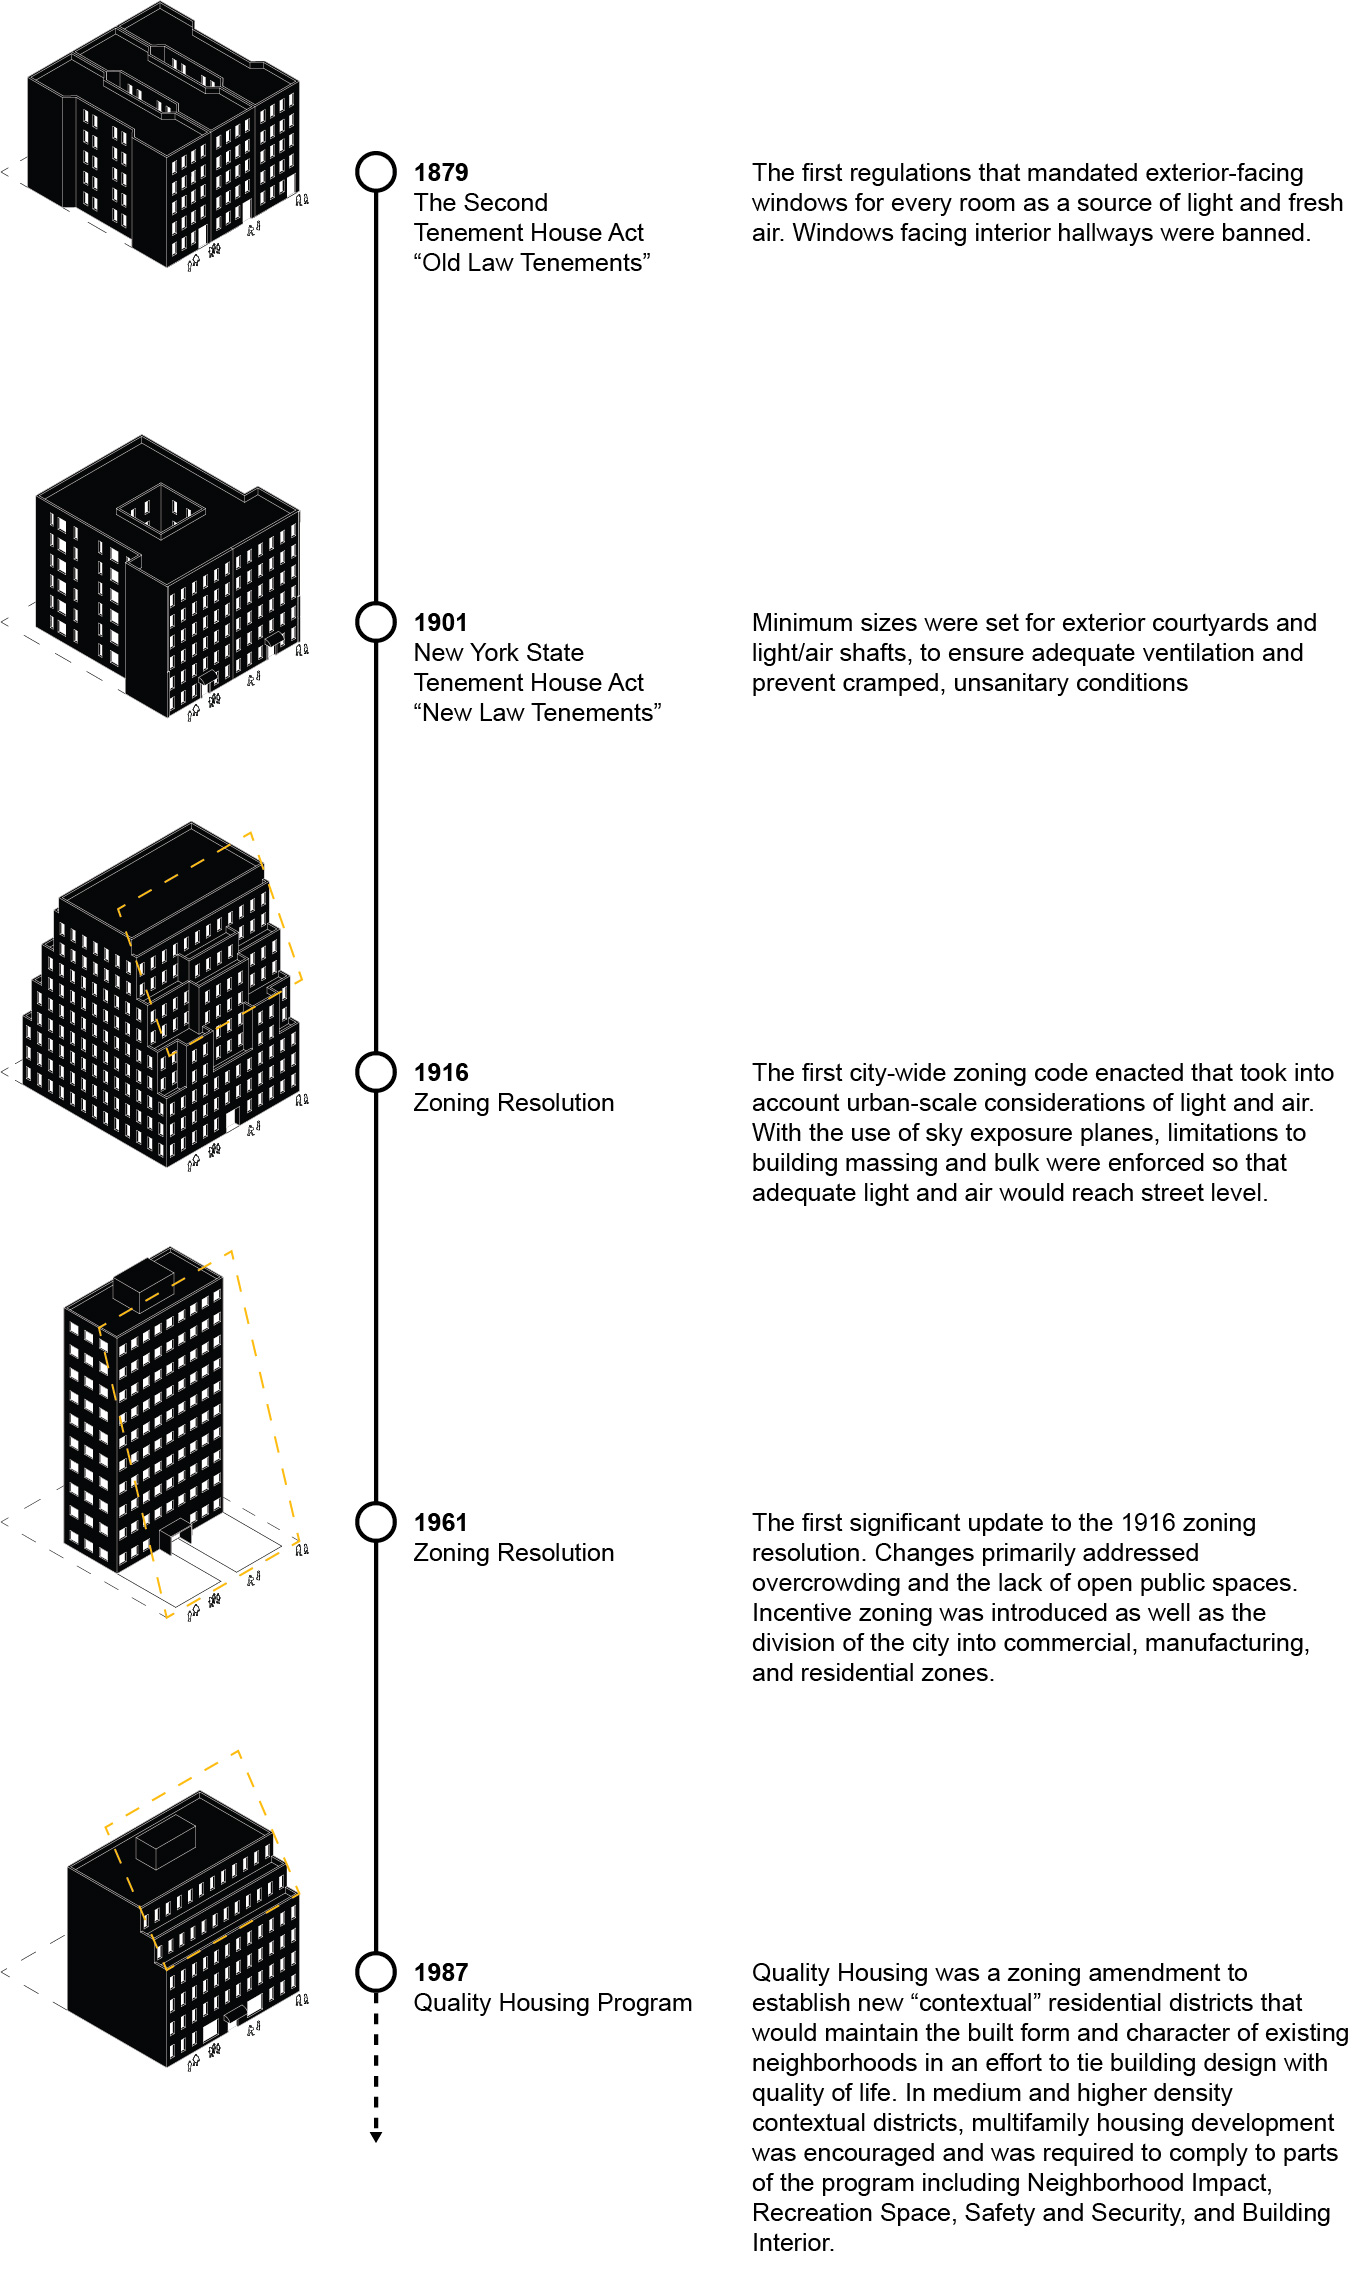 1879
The Second
Tenement House Act
“Old Law Tenements”
The first regulations that mandated exterior-facing
windows for every room as a source of light and fresh
air. Windows facing interior hallways were banned.
1901
New York State
Tenement House Act
“New Law Tenements”
Minimum sizes were set for exterior courtyards and
light/air shafts, to ensure adequate ventilation and
prevent cramped, unsanitary conditions
1916
Zoning Resolution
The first city-wide zoning code enacted that took into
account urban-scale considerations of light and air.
With the use of sky exposure planes, limitations to
building massing and bulk were enforced so that
adequate light and air would reach street level.
1961
Zoning Resolution
The first significant update to the 1916 zoning
resolution. Changes primarily addressed
overcrowding and the lack of open public spaces.
Incentive zoning was introduced as well as the
division of the city into commercial, manufacturing,
and residential zones.
1987
Quality Housing Program
Quality Housing was a zoning amendment to
establish new “contextual” residential districts that
would maintain the built form and character of existing
neighborhoods in an effort to tie building design with
quality of life. In medium and higher density
contextual districts, multifamily housing development
was encouraged and was required to comply to parts
of the program including Neighborhood Impact,
Recreation Space, Safety and Security, and Building
Interior.